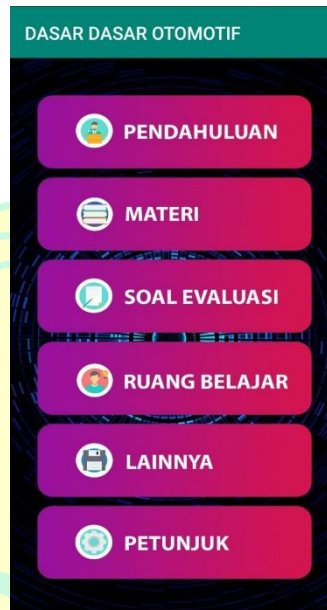 DASAR DASAR OTOMOTIF
PENDAHULUAN
MATERI
SOAL EVALUASI
RUANG BELAJAR
LAINNYA
PETUNJUK